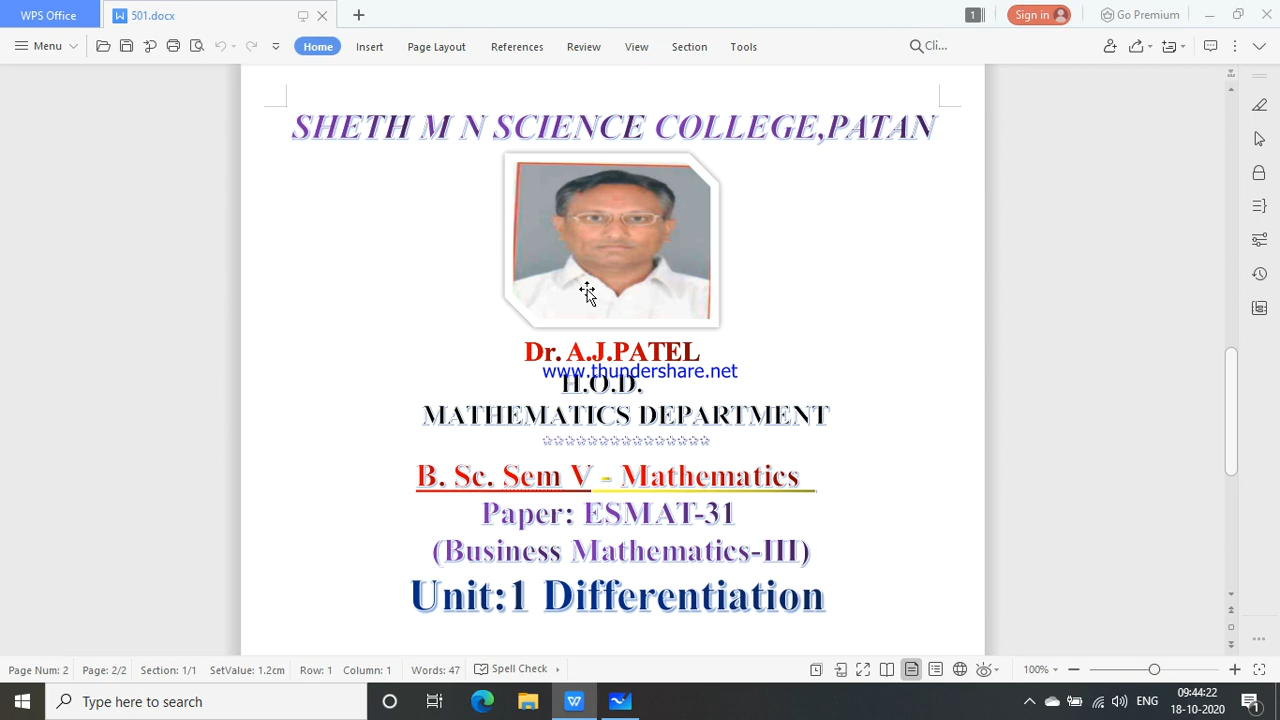 WPS Office
501.docx
1
Sign in
Go Premium
Menu
Home
Insert
Page Layout
References
Review
View
Section
Tools
Cli...
SHETH M N SCIENCE COLLEGE,PATAN
Dr. A.J.PATEL
www.thundershare.net
H.O.D.
MATHEMATICS DEPARTMENT
B. Sc. Sem V - Mathematics
Paper: ESMAT-31
(Business Mathematics-III)
Unit:1 Differentiation
Page Num: 2
Page: 2/2
Section: 1/1
SetValue: 1.2cm
Row: 1
Column: 1
Words: 47
Spell Check
100%
Type here to search
ENG
09:44:22
18-10-2020
1